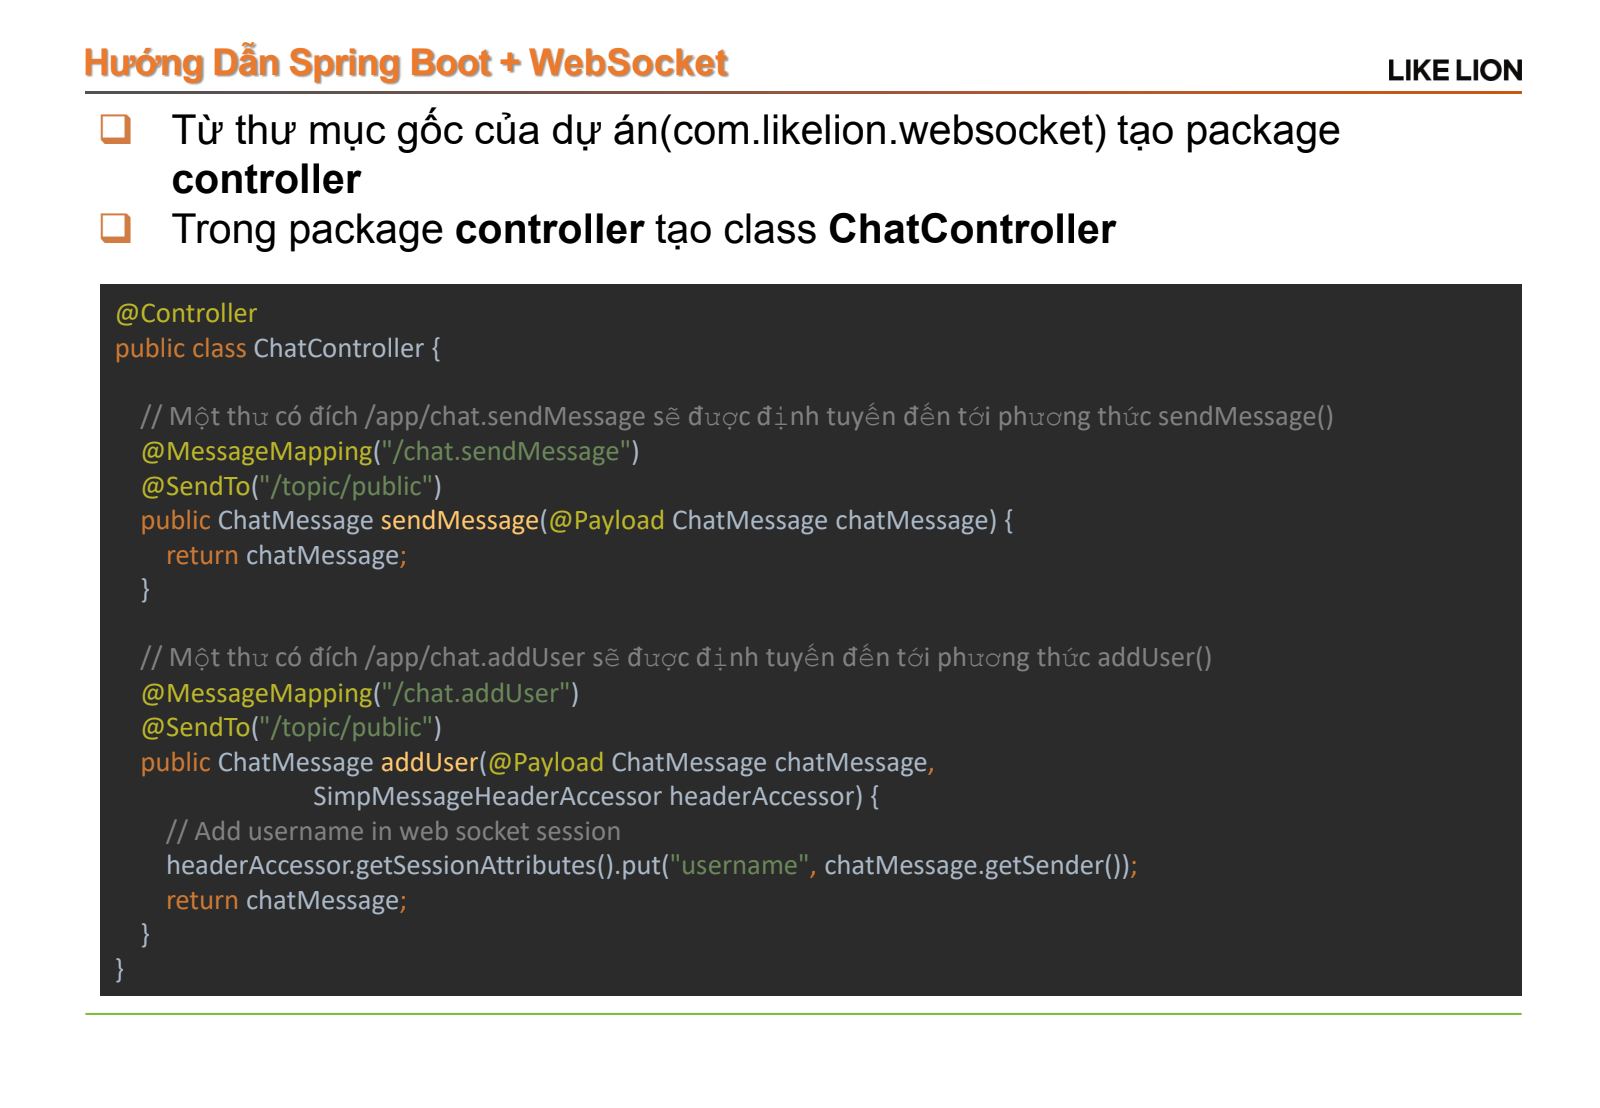 Hướng Dẫn Spring Boot + WebSocket
LIKE LION
Từ thư mục gốc của dự án(com.likelion.websocket) tạo package
controller
Trong package controller tạo class ChatController
@Controller
public class ChatController {
// Một thư có đích /app/chat.sendMessage sẽ được định tuyến đến tới phương thức sendMessage()
@MessageMapping("/chat.sendMessage")
@SendTo("/topic/public")
public ChatMessage sendMessage(@Payload ChatMessage chatMessage) {
return chatMessage;
}
// Một thư có đích /app/chat.addUser sẽ được định tuyến đến tới phương thức addUser()
@MessageMapping("/chat.addUser")
@SendTo("/topic/public")
public ChatMessage addUser(@Payload ChatMessage chatMessage,
SimpMessageHeaderAccessor headerAccessor) {
// Add username in web socket session
headerAccessor.getSessionAttributes().put("username", chatMessage.getSender());
return chatMessage;
}
}